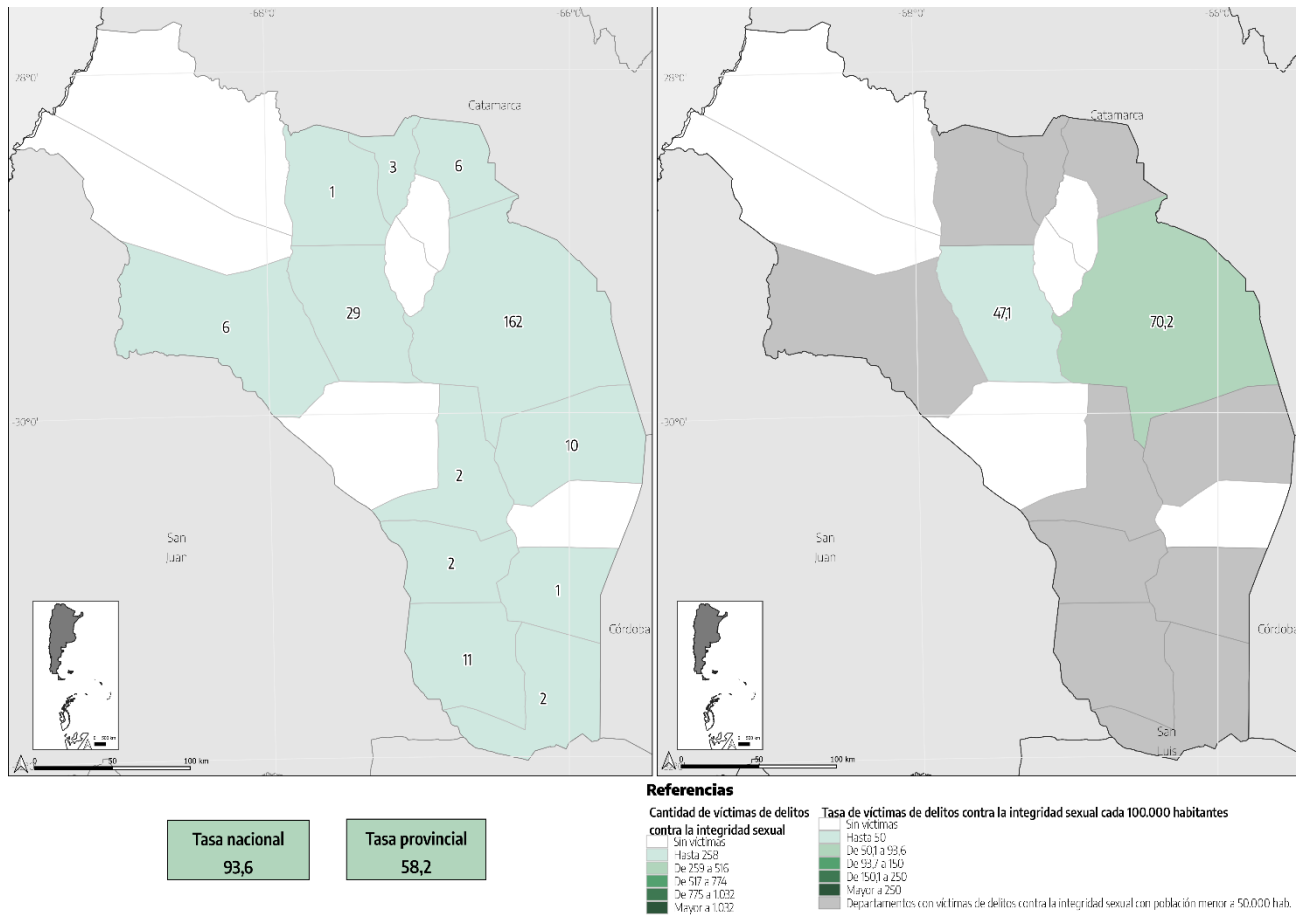 -68°0'
-66°0'
-28°0'
Catamarca
3
6
1
6
29
162
-30°0'
10
2
San
Juan
2
1
Córdoba
11
2
0
50
100 km
-68°0'
-66°0'
-28°0'
Catamarca
47,1
70,2
-30°0'
San
Juan
Córdoba
San
Luis
0
50
100 km
Referencias
Cantidad de víctimas de delitos
contra la integridad sexual
Sin víctimas
Hasta 258
De 259 a 516
De 517 a 774
De 775 a 1.032
Mayor a 1.032
Tasa de víctimas de delitos contra la integridad sexual cada 100.000 habitantes
Sin víctimas
Hasta 50
De 50,1 a 93,6
De 93,7 a 150
De 150,1 a 250
Mayor a 250
Departamentos con víctimas de delitos contra la integridad sexual con población menor a 50.000 hab.
Tasa nacional
93,6
Tasa provincial
58,2